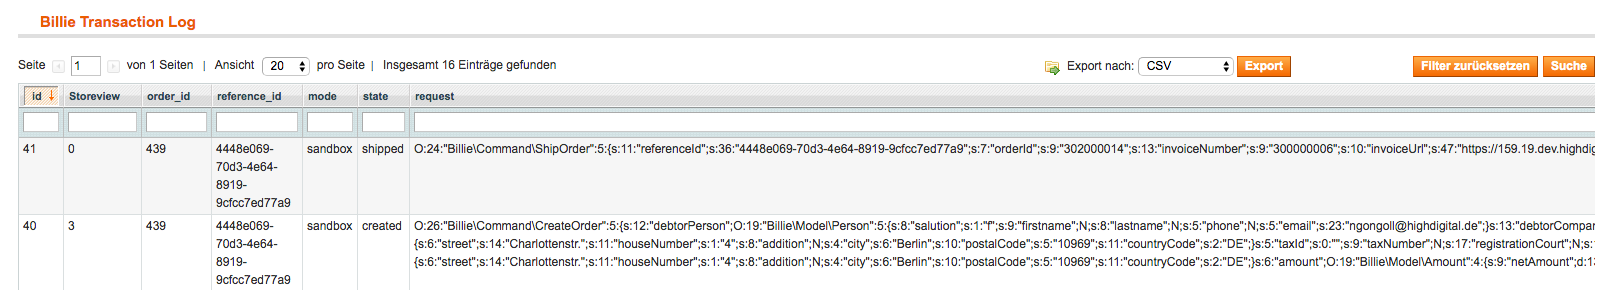 Billie Transaction Log
Seite 1 von 1 Seiten | Ansicht 20 pro Seite | Insgesamt 16 Einträge gefunden Export nach: CSV Export Filter zurücksetzen Suche
id Storeview order_id reference_id mode state request
41 0 439 4448e069- sandbox shipped O:24:"Billie\Command\ShipOrder":5:{s:11:"referenceId";s:36:"4448e069-70d3-4e64-8919-9cfcc7ed77a9";s:7:"orderId";s:9:"302000014";s:13:"invoiceNumber";s:9:"300000006";s:10:"invoiceUrl";s:47:"https://159.19.dev.highdig
70d3-4e64-
8919-
9cfcc7ed77a9
40 3 439 4448e069- sandbox created O:26:"Billie\Command\CreateOrder":5:{s:12:"debtorPerson";O:19:"Billie\Model\Person":5:{s:8:"salution";s:1:"f";s:9:"firstname";N;s:8:"lastname";N;s:5:"phone";N;s:5:"email";s:23:"ngongoll@highdigital.de";}s:13:"debtorCompan
70d3-4e64- {s:6:"street";s:14:"Charlottenstr.";s:11:"houseNumber";s:1:"4";s:8:"addition";N;s:4:"city";s:6:"Berlin";s:10:"postalCode";s:5:"10969";s:11:"countryCode";s:2:"DE";}s:5:"taxId";s:0:"";s:9:"taxNumber";N;s:17:"registrationCourt";N;s:
8919- {s:6:"street";s:14:"Charlottenstr.";s:11:"houseNumber";s:1:"4";s:8:"addition";N;s:4:"city";s:6:"Berlin";s:10:"postalCode";s:5:"10969";s:11:"countryCode";s:2:"DE";}s:6:"amount";O:19:"Billie\Model\Amount":4:{s:9:"netAmount";d:13
9cfcc7ed77a9